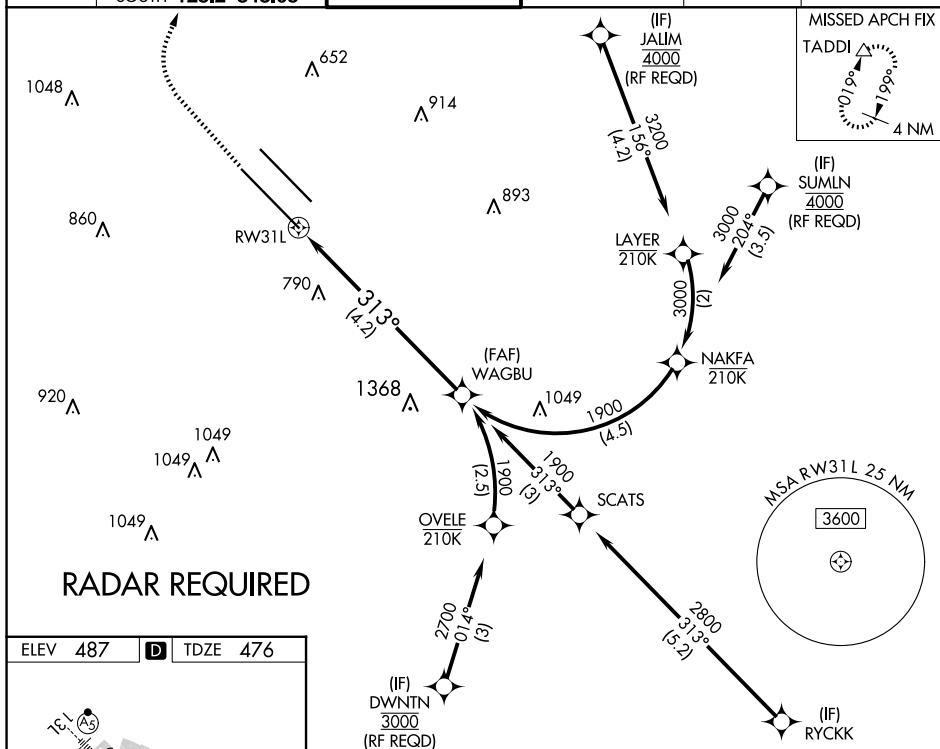 MISSED APCH FIX
TADDI
019°
199°
4 NM
(IF)
JALIM
4000
(RF REQD)
652
1048
914
3200
156°
(4.2)
(IF)
SUMLN
4000
(RF REQD)
893
860
RW31L
3000
204°
(3.5)
LAYER
210K
790
313°
(4.2)
3000
(2)
NAKFA
210K
(FAF)
WAGBU
1368
1049
920
1900
(4.5)
1049
1049
1900
(2.5)
1900
313°
(3)
SCATS
MSA RW31L 25 NM
3600
OVELE
210K
1049
RADAR REQUIRED
2700
014°
(3)
2800
313°
(5.2)
ELEV 487
D
TDZE 476
(IF)
DWNTN
3000
(RF REQD)
(IF)
RYCKK
13L
A5